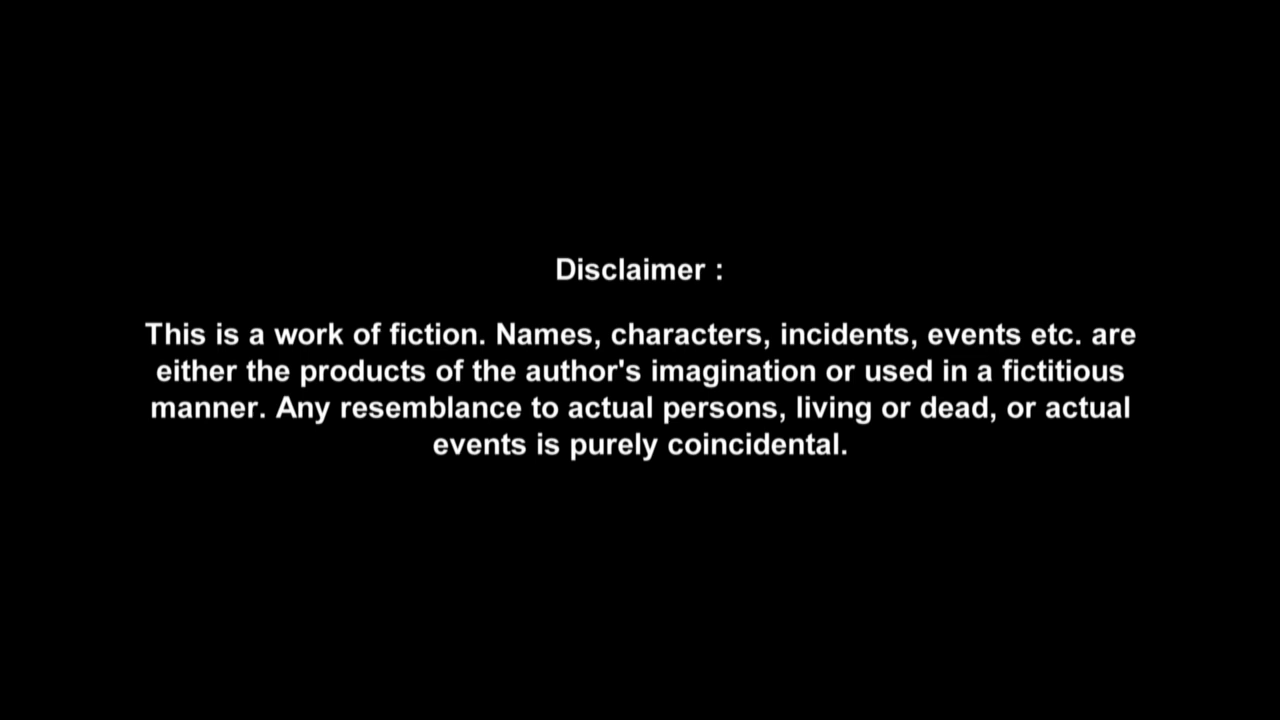 Disclaimer :
This is a work of fiction. Names, characters, incidents, events etc. are
either the products of the author's imagination or used in a fictitious
manner. Any resemblance to actual persons, living or dead, or actual
events is purely coincidental.